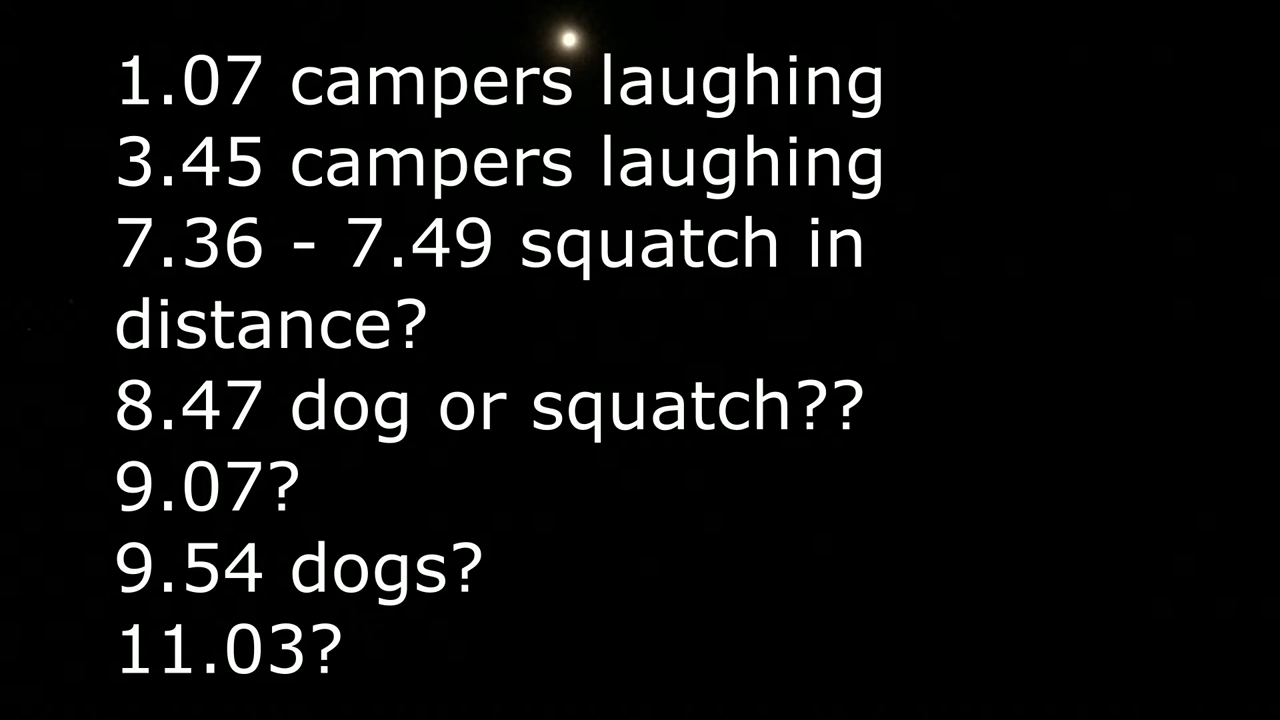 1.07 campers laughing
3.45 campers laughing
7.36 - 7.49 squatch in
distance?
8.47 dog or squatch??
9.07?
9.54 dogs?
11.03?